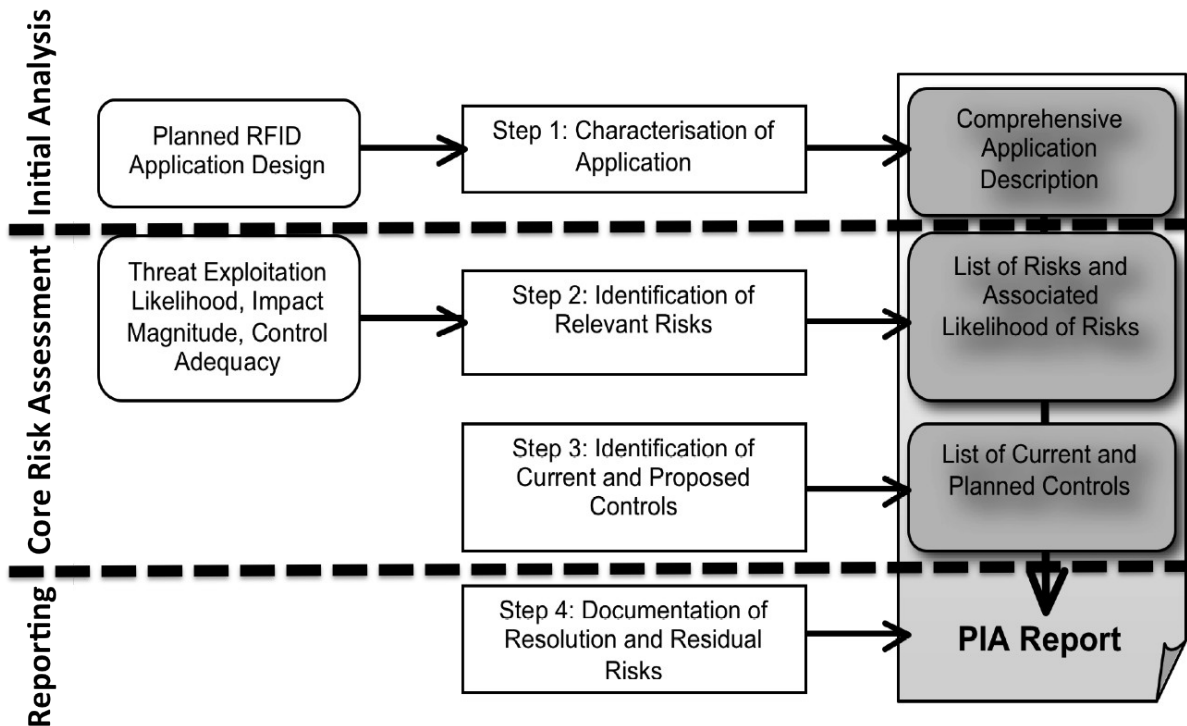 Initial Analysis
Planned RFID
Application Design
Step 1: Characterisation of
Application
Comprehensive
Application
Description
Core Risk Assessment
Threat Exploitation
Likelihood, Impact
Magnitude, Control
Adequacy
Step 2: Identification of
Relevant Risks
List of Risks and
Associated
Likelihood of Risks
Step 3: Identification of
Current and Proposed
Controls
List of Current and
Planned Controls
Reporting
Step 4: Documentation of
Resolution and Residual
Risks
PIA Report